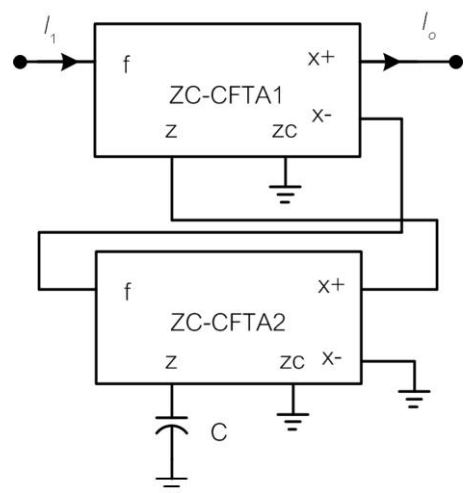 I₁ Iₒ
f x+
ZC-CFTA1
x-
z zc
f x+
ZC-CFTA2
x-
z zc
C